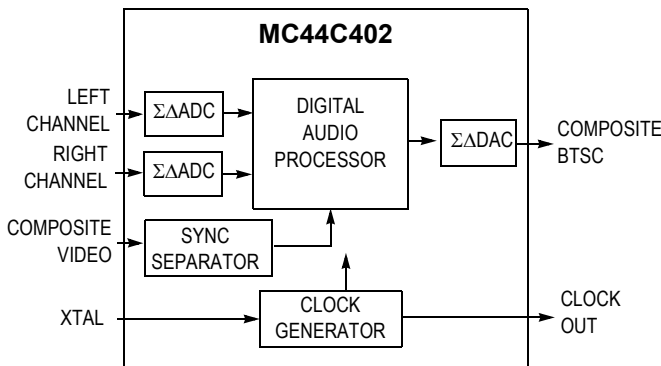 MC44C402
LEFT
CHANNEL
ΣΔADC
RIGHT
CHANNEL
ΣΔADC
DIGITAL
AUDIO
PROCESSOR
ΣΔDAC
COMPOSITE
BTSC
COMPOSITE
VIDEO
SYNC
SEPARATOR
XTAL
CLOCK
GENERATOR
CLOCK
OUT